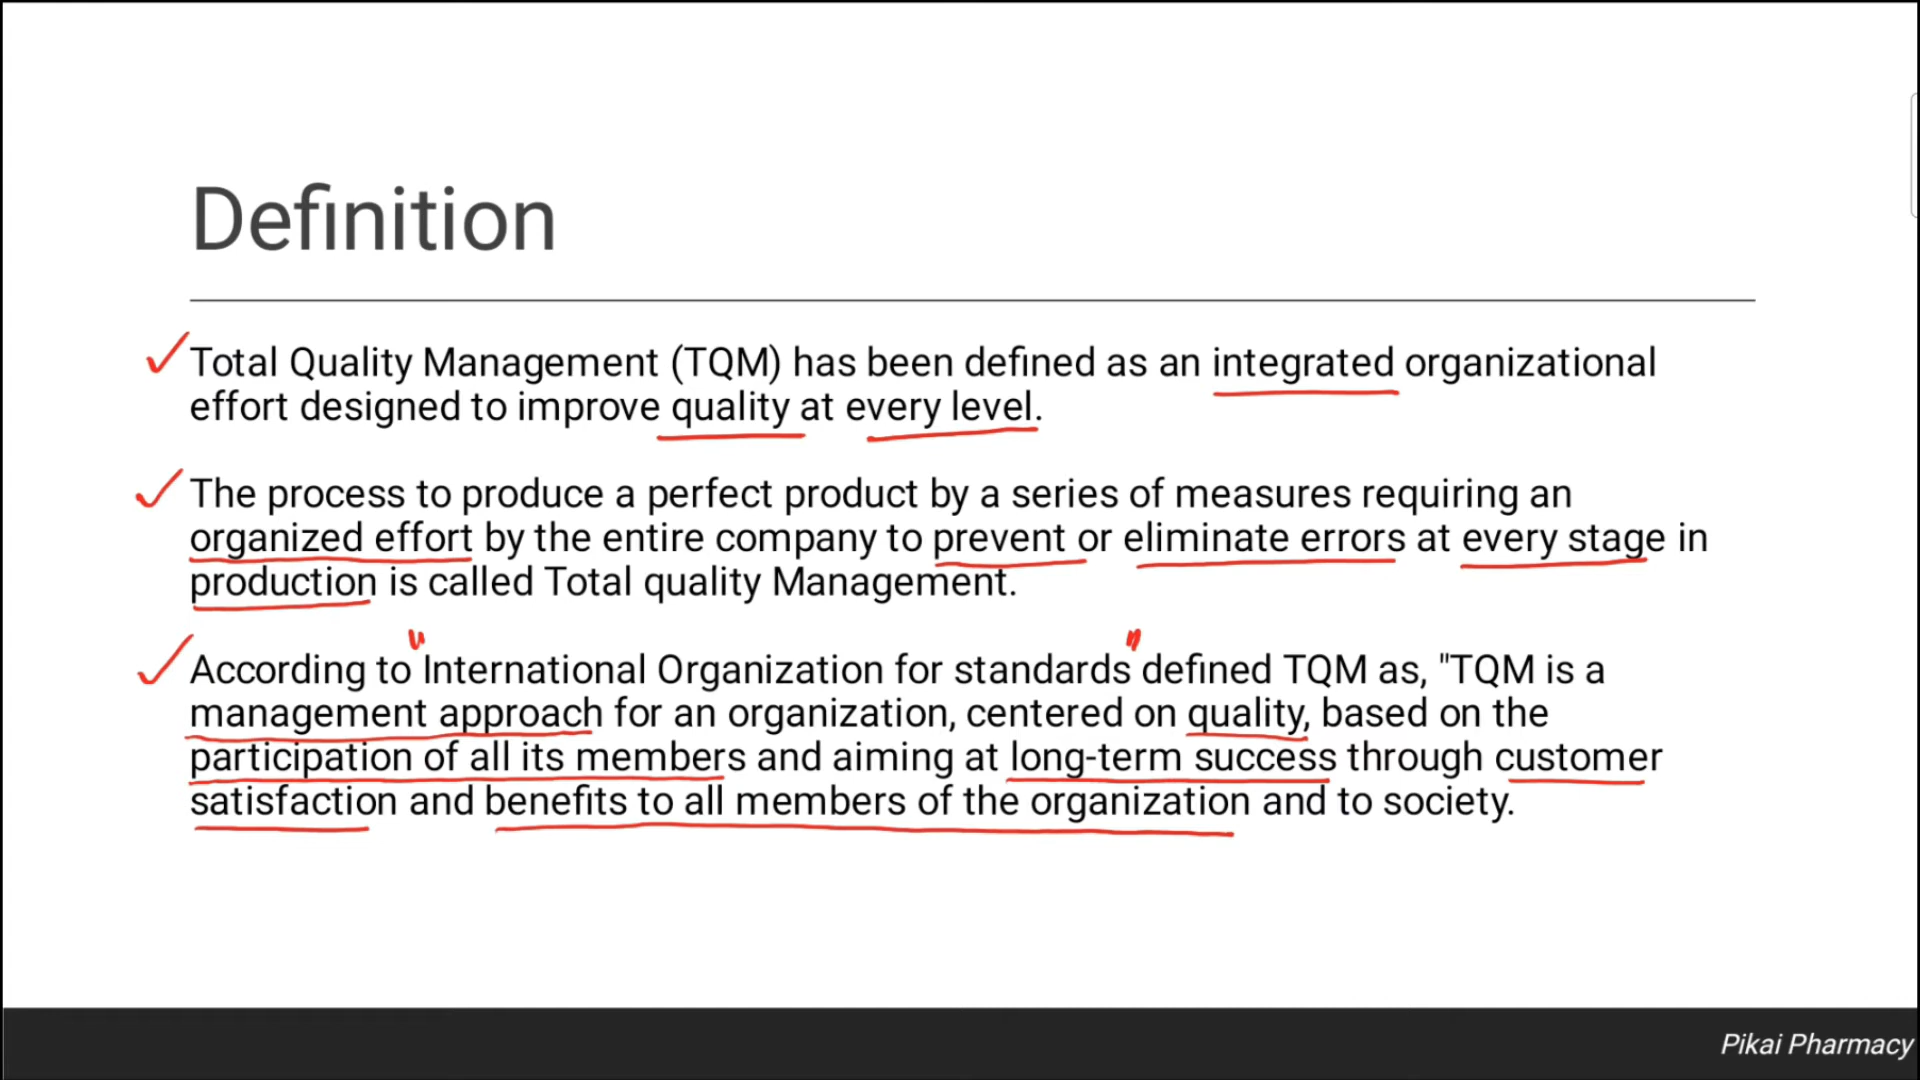 Definition
Total Quality Management (TQM) has been defined as an integrated organizational
effort designed to improve quality at every level.
The process to produce a perfect product by a series of measures requiring an
organized effort by the entire company to prevent or eliminate errors at every stage in
production is called Total quality Management.
According to "International Organization for standards" defined TQM as, "TQM is a
management approach for an organization, centered on quality, based on the
participation of all its members and aiming at long-term success through customer
satisfaction and benefits to all members of the organization and to society.
Pikai Pharmacy